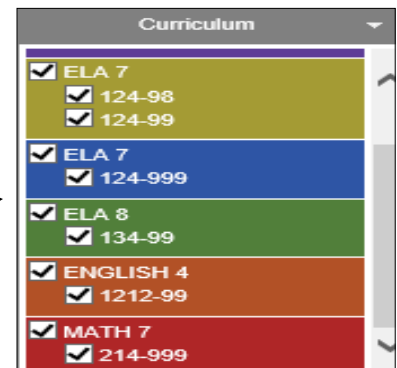 Curriculum
ELA 7
124-98
124-99
ELA 7
124-999
ELA 8
134-99
ENGLISH 4
1212-99
MATH 7
214-999